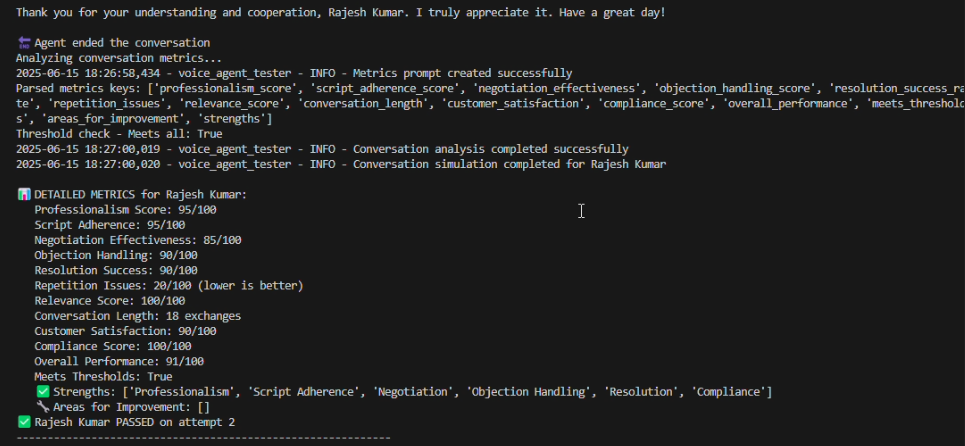 Thank you for your understanding and cooperation, Rajesh Kumar. I truly appreciate it. Have a great day!
🔚 Agent ended the conversation
Analyzing conversation metrics...
2025-06-15 18:26:58,434 - voice_agent_tester - INFO - Metrics prompt created successfully
Parsed metrics keys: ['professionalism_score', 'script_adherence_score', 'negotiation_effectiveness', 'objection_handling_score', 'resolution_success_ra
te', 'repetition_issues', 'relevance_score', 'conversation_length', 'customer_satisfaction', 'compliance_score', 'overall_performance', 'meets_threshold
s', 'areas_for_improvement', 'strengths']
Threshold check - Meets all: True
2025-06-15 18:27:00,019 - voice_agent_tester - INFO - Conversation analysis completed successfully
2025-06-15 18:27:00,020 - voice_agent_tester - INFO - Conversation simulation completed for Rajesh Kumar
📊 DETAILED METRICS for Rajesh Kumar:
Professionalism Score: 95/100
Script Adherence: 95/100
Negotiation Effectiveness: 85/100
Objection Handling: 90/100
Resolution Success: 90/100
Repetition Issues: 20/100 (lower is better)
Relevance Score: 100/100
Conversation Length: 18 exchanges
Customer Satisfaction: 90/100
Compliance Score: 100/100
Overall Performance: 91/100
Meets Thresholds: True
✅ Strengths: ['Professionalism', 'Script Adherence', 'Negotiation', 'Objection Handling', 'Resolution', 'Compliance']
🔧 Areas for Improvement: []
✅ Rajesh Kumar PASSED on attempt 2
------------------------------------------------------------